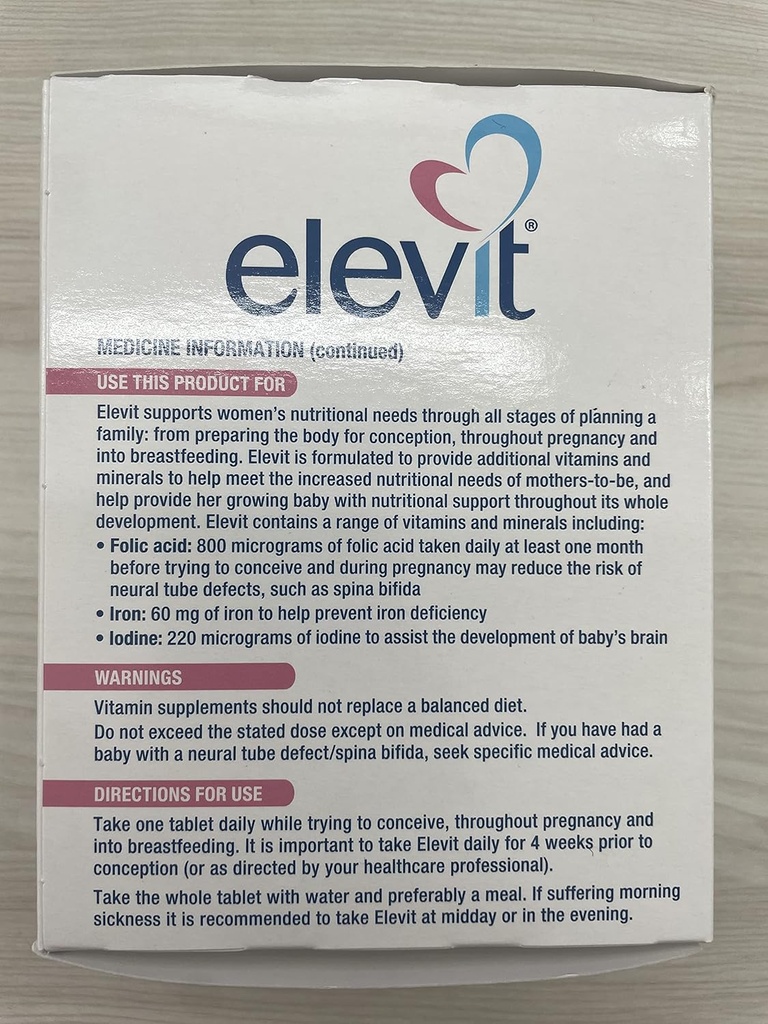 elevit®
MEDICINE INFORMATION (continued)
USE THIS PRODUCT FOR
Elevit supports women's nutritional needs through all stages of planning a
family: from preparing the body for conception, throughout pregnancy and
into breastfeeding. Elevit is formulated to provide additional vitamins and
minerals to help meet the increased nutritional needs of mothers-to-be, and
help provide her growing baby with nutritional support throughout its whole
development. Elevit contains a range of vitamins and minerals including:
• Folic acid: 800 micrograms of folic acid taken daily at least one month
before trying to conceive and during pregnancy may reduce the risk of
neural tube defects, such as spina bifida
• Iron: 60 mg of iron to help prevent iron deficiency
• Iodine: 220 micrograms of iodine to assist the development of baby's brain
WARNINGS
Vitamin supplements should not replace a balanced diet.
Do not exceed the stated dose except on medical advice. If you have had a
baby with a neural tube defect/spina bifida, seek specific medical advice.
DIRECTIONS FOR USE
Take one tablet daily while trying to conceive, throughout pregnancy and
into breastfeeding. It is important to take Elevit daily for 4 weeks prior to
conception (or as directed by your healthcare professional).
Take the whole tablet with water and preferably a meal. If suffering morning
sickness it is recommended to take Elevit at midday or in the evening.